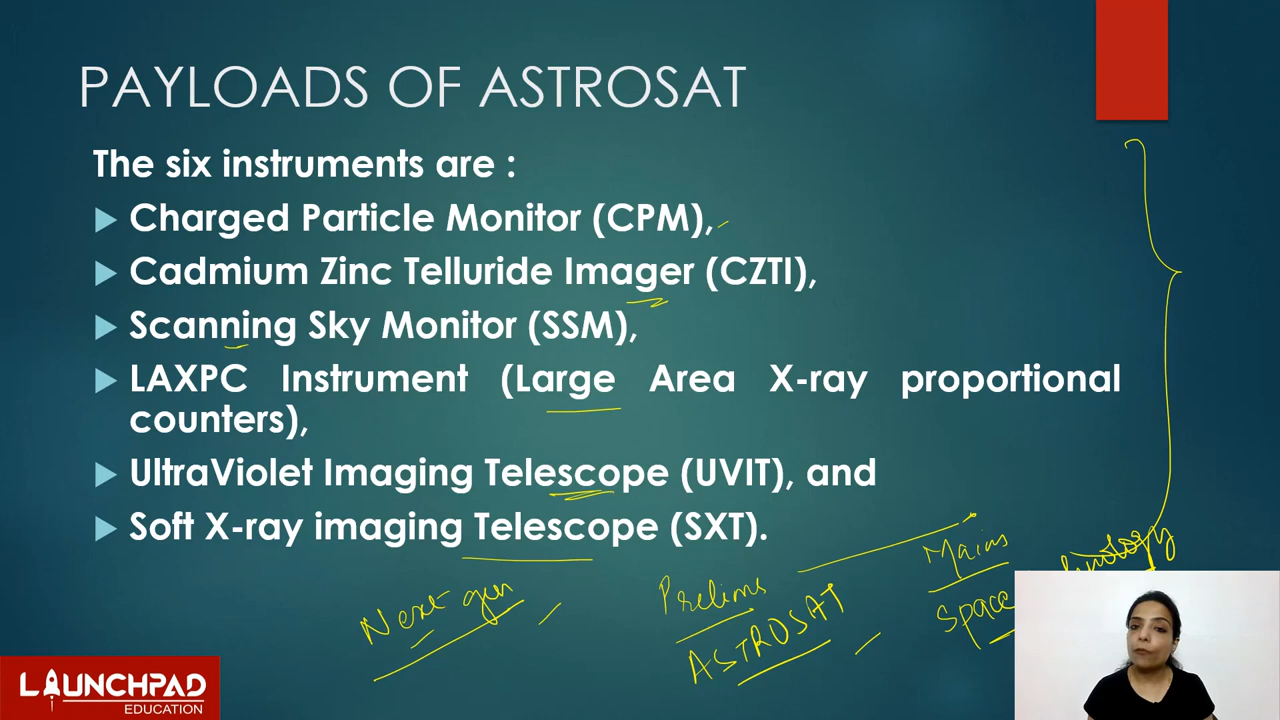 PAYLOADS OF ASTROSAT
The six instruments are :
Charged Particle Monitor (CPM),
Cadmium Zinc Telluride Imager (CZTI),
Scanning Sky Monitor (SSM),
LAXPC Instrument (Large Area X-ray proportional
counters),
UltraViolet Imaging Telescope (UVIT), and
Soft X-ray imaging Telescope (SXT).
Next gen
Prelims
ASTROSAT
Mains
Space
LAUNCHPAD
EDUCATION